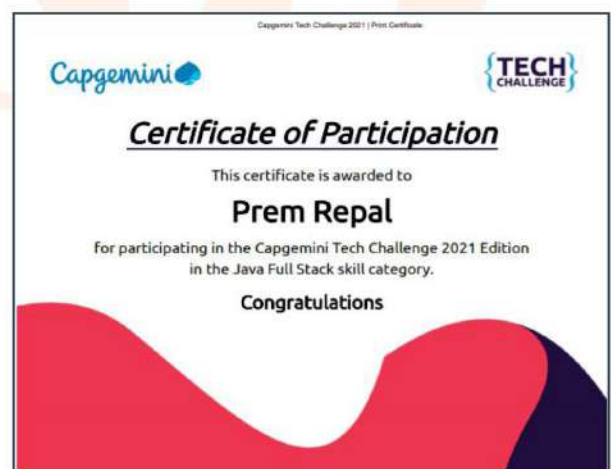 Capgemini Tech Challenge 2021 | Print Certificate
Capgemini
{TECH
CHALLENGE}
Certificate of Participation
This certificate is awarded to
Prem Repal
for participating in the Capgemini Tech Challenge 2021 Edition
in the Java Full Stack skill category.
Congratulations